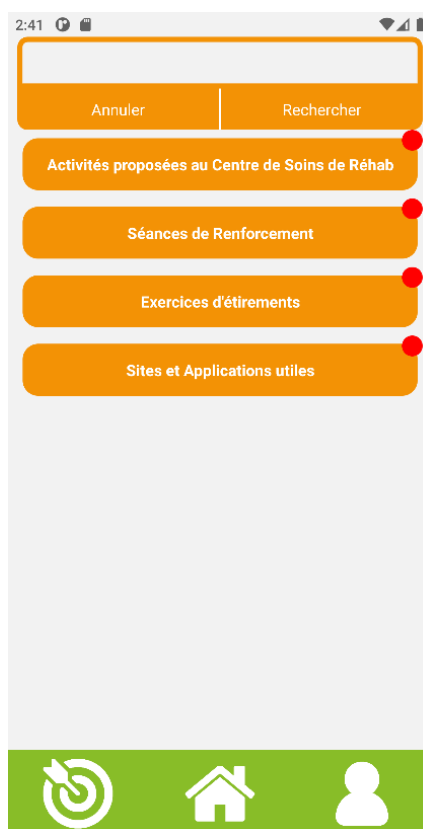 2:41
Annuler
Rechercher
Activités proposées au Centre de Soins de Réhab
Séances de Renforcement
Exercices d'étirements
Sites et Applications utiles